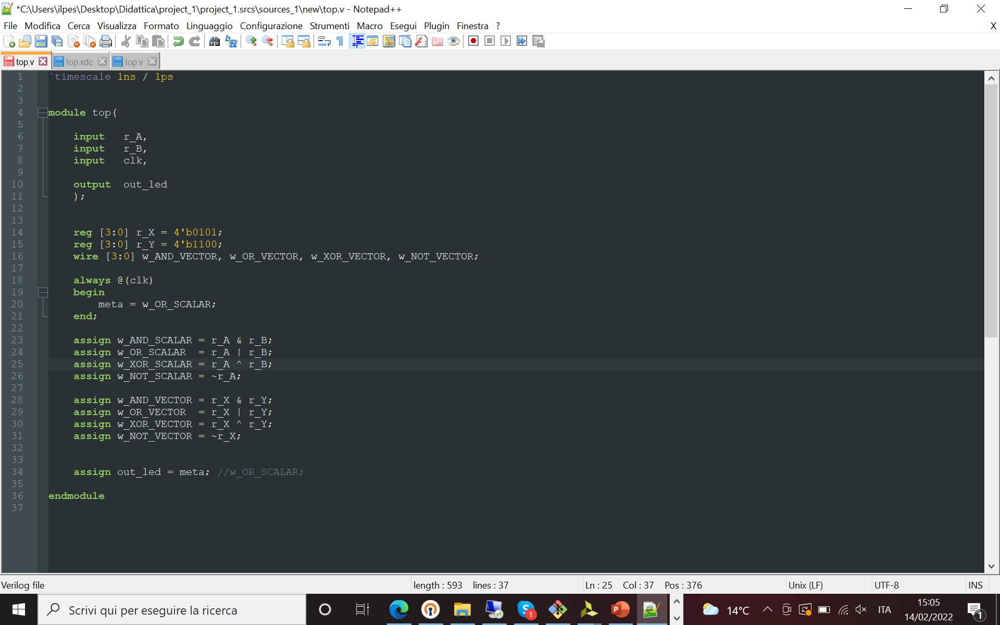 *C:\Users\ilpes\Desktop\Didattica\project_1\project_1.srcs\sources_1\new\top.v - Notepad++
File Modifica Cerca Visualizza Formato Linguaggio Configurazione Strumenti Macro Esegui Plugin Finestra ? X
top.v top.xdc top.v
1 `timescale 1ns / 1ps
2
3
4 module top(
5
6 input r_A,
7 input r_B,
8 input clk,
9
10 output out_led
11 );
12
13
14 reg [3:0] r_X = 4'b0101;
15 reg [3:0] r_Y = 4'b1100;
16 wire [3:0] w_AND_VECTOR, w_OR_VECTOR, w_XOR_VECTOR, w_NOT_VECTOR;
17
18 always @(clk)
19 begin
20 meta = w_OR_SCALAR;
21 end;
22
23 assign w_AND_SCALAR = r_A & r_B;
24 assign w_OR_SCALAR  = r_A | r_B;
25 assign w_XOR_SCALAR = r_A ^ r_B;
26 assign w_NOT_SCALAR = ~r_A;
27
28 assign w_AND_VECTOR = r_X & r_Y;
29 assign w_OR_VECTOR  = r_X | r_Y;
30 assign w_XOR_VECTOR = r_X ^ r_Y;
31 assign w_NOT_VECTOR = ~r_X;
32
33
34 assign out_led = meta; //w_OR_SCALAR;
35
36 endmodule
37
Verilog file length : 593 lines : 37 Ln : 25 Col : 37 Pos : 376 Unix (LF) UTF-8 INS
Scrivi qui per eseguire la ricerca 1 14°C ITA 15:05 1
14/02/2022